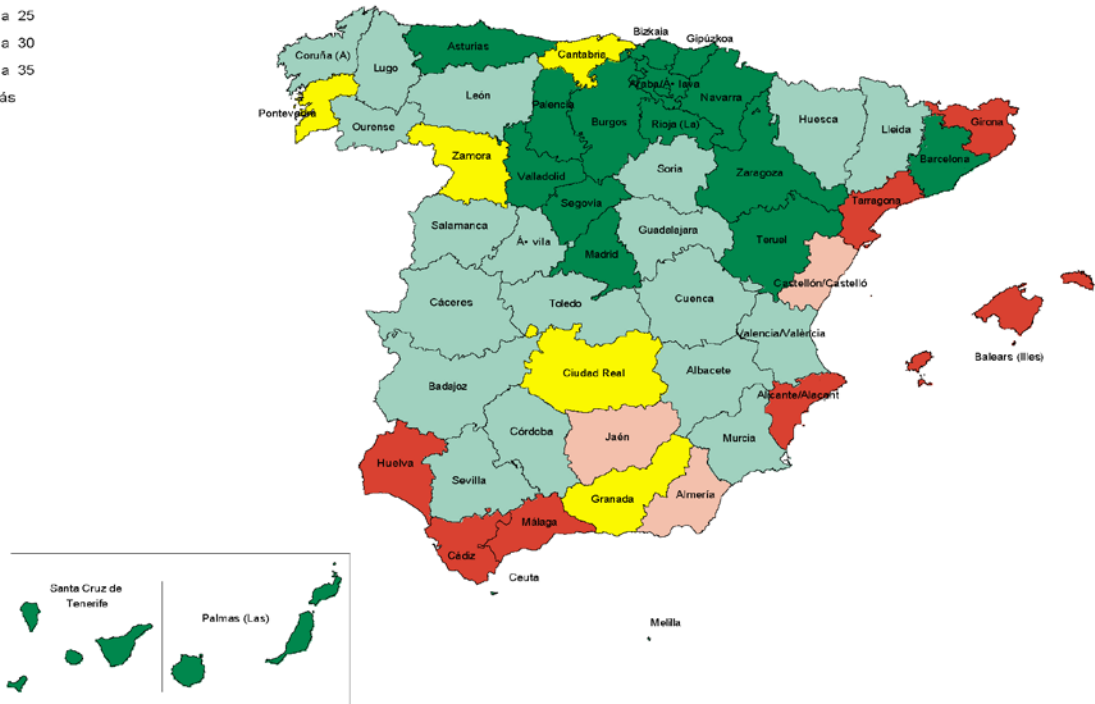 a 25
a 30
a 35
ás
Coruña (A)
Lugo
Asturias
Cantabria
Bizkaia
Gipúzkoa
Pontevedra
Ourense
León
Palencia
Burgos
Araba/Á• lava
Navarra
Rioja (La)
Huesca
Lleida
Girona
Barcelona
Zamora
Valladolid
Soria
Zaragoza
Tarragona
Segovia
Salamanca
Á• vila
Madrid
Guadalajara
Teruel
Castellón/Castelló
Cáceres
Toledo
Cuenca
Valencia/València
Balears (Illes)
Badajoz
Ciudad Real
Albacete
Alicante/Alacant
Córdoba
Jaén
Murcia
Huelva
Sevilla
Granada
Almería
Málaga
Cádiz
Ceuta
Melilla
Santa Cruz de
Tenerife
Palmas (Las)